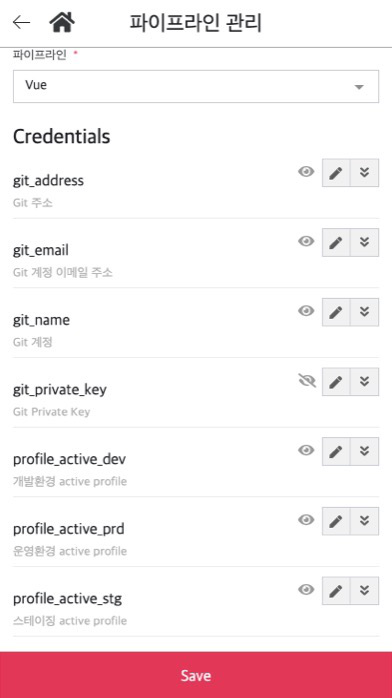 파이프라인 관리
파이프라인 *
Vue
Credentials
git_address
Git 주소
git_email
Git 계정 이메일 주소
git_name
Git 계정
git_private_key
Git Private Key
profile_active_dev
개발환경 active profile
profile_active_prd
운영환경 active profile
profile_active_stg
스테이징 active profile
Save